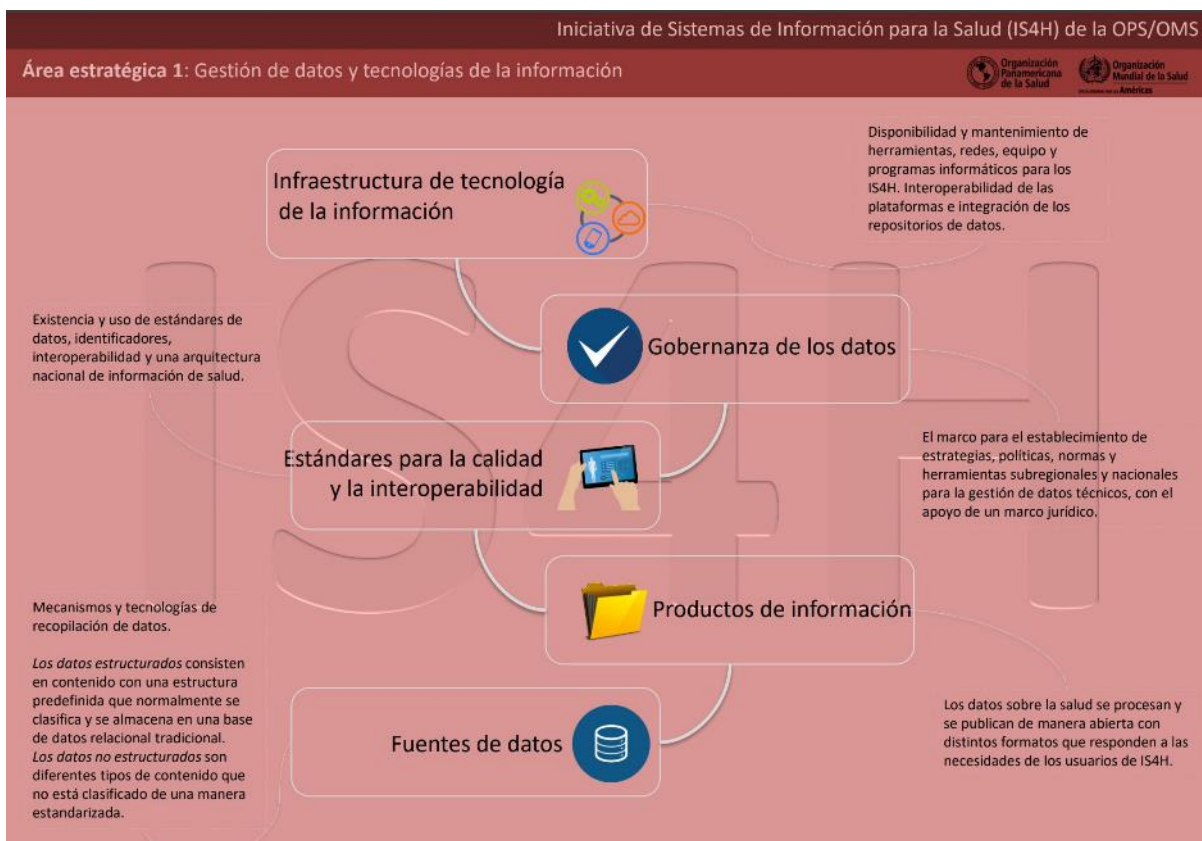 Iniciativa de Sistemas de Información para la Salud (IS4H) de la OPS/OMS
Área estratégica 1: Gestión de datos y tecnologías de la información
Organización
Panamericana
de la Salud
Organización
Mundial de la Salud
Américas
IS4H
Infraestructura de tecnología
de la información
Disponibilidad y mantenimiento de
herramientas, redes, equipo y
programas informáticos para los
IS4H. Interoperabilidad de las
plataformas e integración de los
repositorios de datos.
Gobernanza de los datos
Existencia y uso de estándares de
datos, identificadores,
interoperabilidad y una arquitectura
nacional de información de salud.
Estándares para la calidad
y la interoperabilidad
El marco para el establecimiento de
estrategias, políticas, normas y
herramientas subregionales y nacionales
para la gestión de datos técnicos, con el
apoyo de un marco jurídico.
Productos de información
Mecanismos y tecnologías de
recopilación de datos.
Los datos estructurados consisten
en contenido con una estructura
predefinida que normalmente se
clasifica y se almacena en una base
de datos relacional tradicional.
Los datos no estructurados son
diferentes tipos de contenido que
no está clasificado de una manera
estandarizada.
Fuentes de datos
Los datos sobre la salud se procesan y
se publican de manera abierta con
distintos formatos que responden a las
necesidades de los usuarios de IS4H.